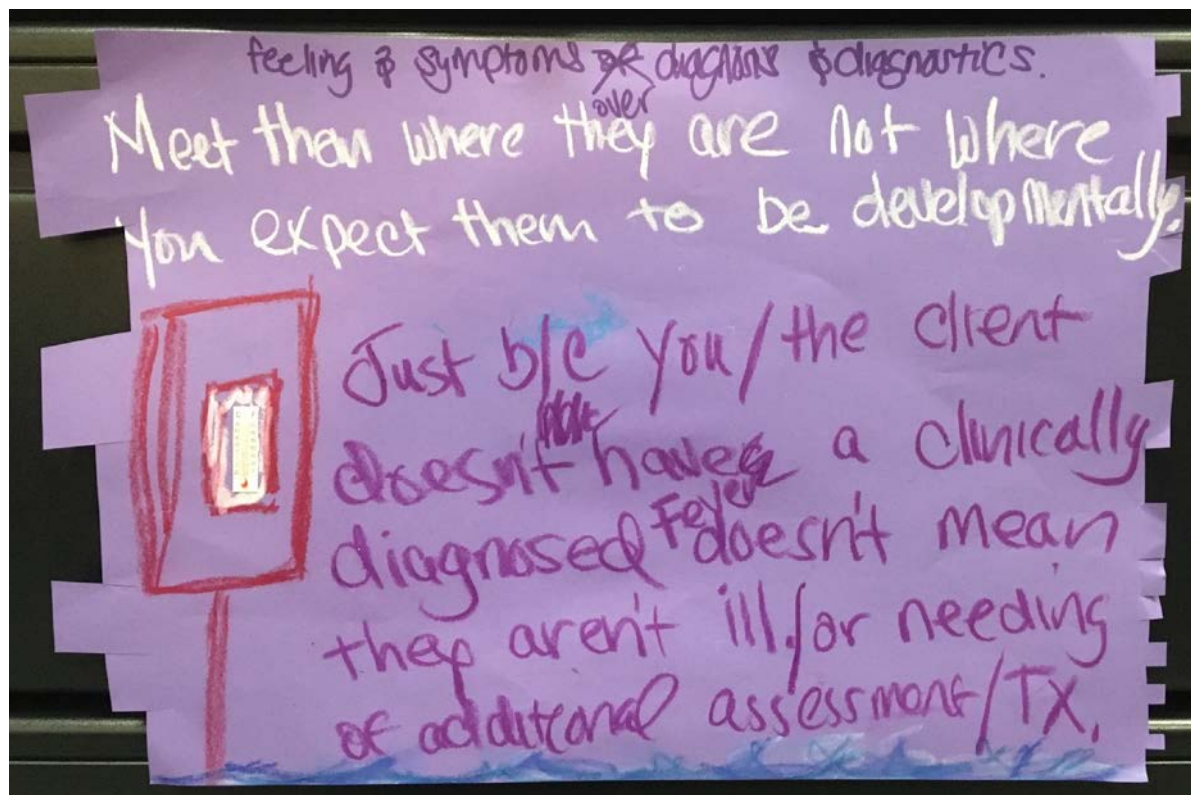 feeling & symptoms over diagnosis & diagnostics.
Meet them where they are not where
you expect them to be developmentally.
Just b/c you/the client
doesn't have a clinically
diagnosed Fever doesn't mean
they aren't ill./or needing
of additional assessment/TX.